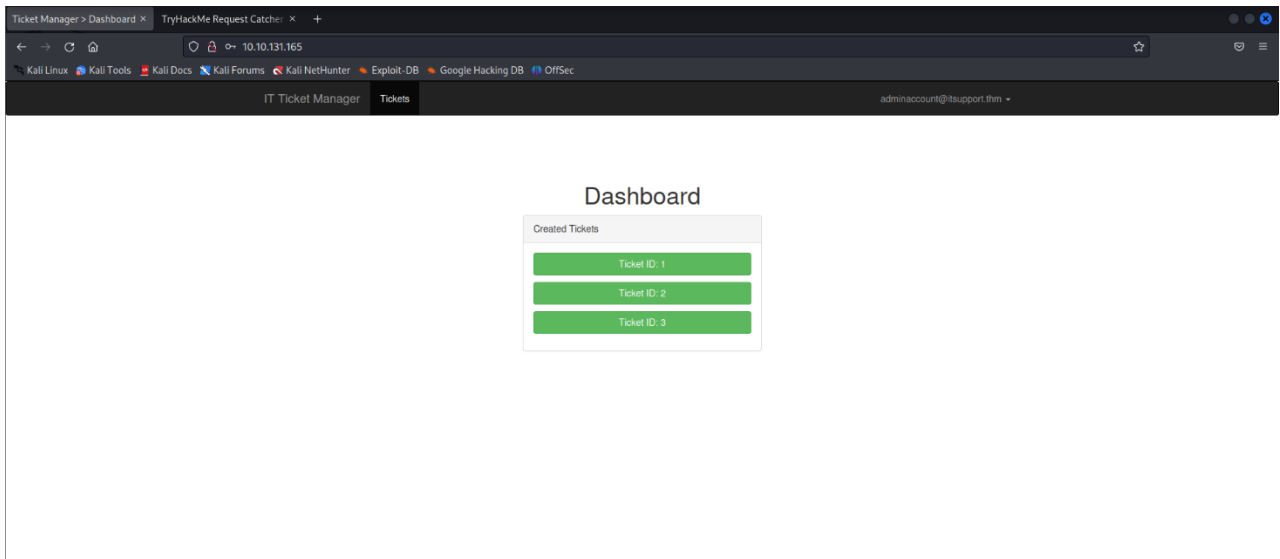 Ticket Manager > Dashboard × TryHackMe Request Catcher × +
10.10.131.165
Kali Linux Kali Tools Kali Docs Kali Forums Kali NetHunter Exploit-DB Google Hacking DB OffSec
IT Ticket Manager Tickets adminaccount@itsupport.thm
Dashboard
Created Tickets
Ticket ID: 1
Ticket ID: 2
Ticket ID: 3